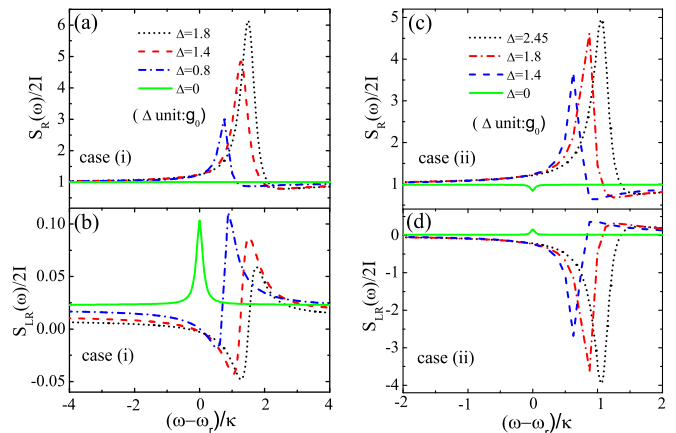 (a)
Δ=1.8
Δ=1.4
Δ=0.8
Δ=0
(Δ unit:g₀)
case (i)
S_R(ω)/2I
6
5
4
3
2
1
(b)
case (i)
S_LR(ω)/2I
0.10
0.05
0.00
-0.05
-4 -2 0 2 4
(ω−ω_r)/κ
(c)
Δ=2.45
Δ=1.8
Δ=1.4
Δ=0
(Δ unit:g₀)
case (ii)
S_R(ω)/2I
5
4
3
2
1
(d)
case (ii)
S_LR(ω)/2I
0
-1
-2
-3
-4
-2 -1 0 1 2
(ω−ω_r)/κ